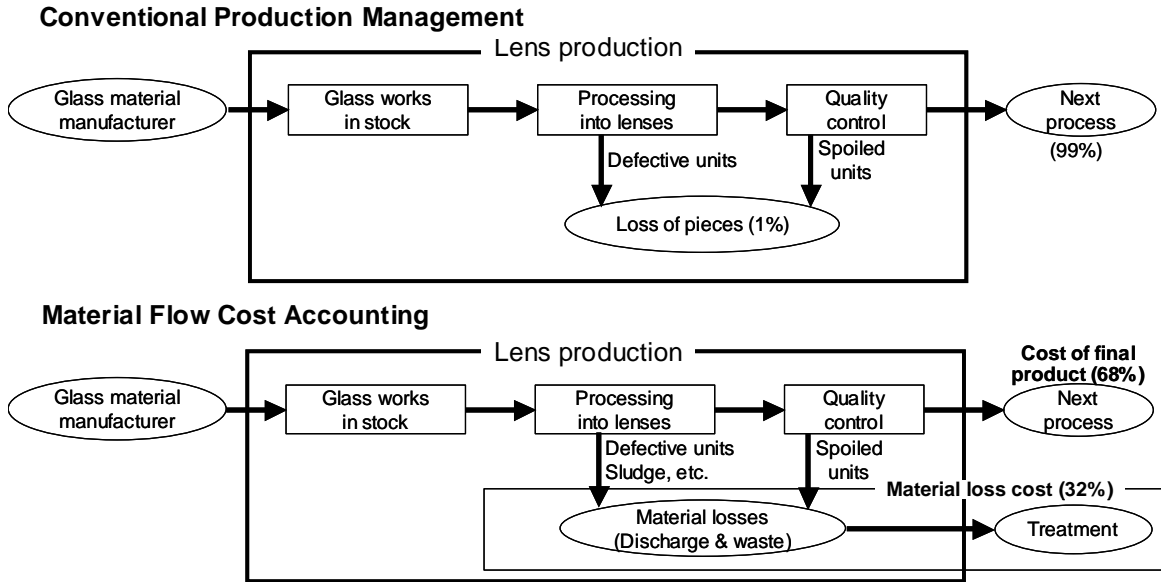 Conventional Production Management
Lens production
Glass material
manufacturer
Glass works
in stock
Processing
into lenses
Quality
control
Next
process
(99%)
Defective units
Spoiled
units
Loss of pieces (1%)
Material Flow Cost Accounting
Lens production
Cost of final
product (68%)
Glass material
manufacturer
Glass works
in stock
Processing
into lenses
Quality
control
Next
process
Defective units
Sludge, etc.
Spoiled
units
Material loss cost (32%)
Material losses
(Discharge & waste)
Treatment